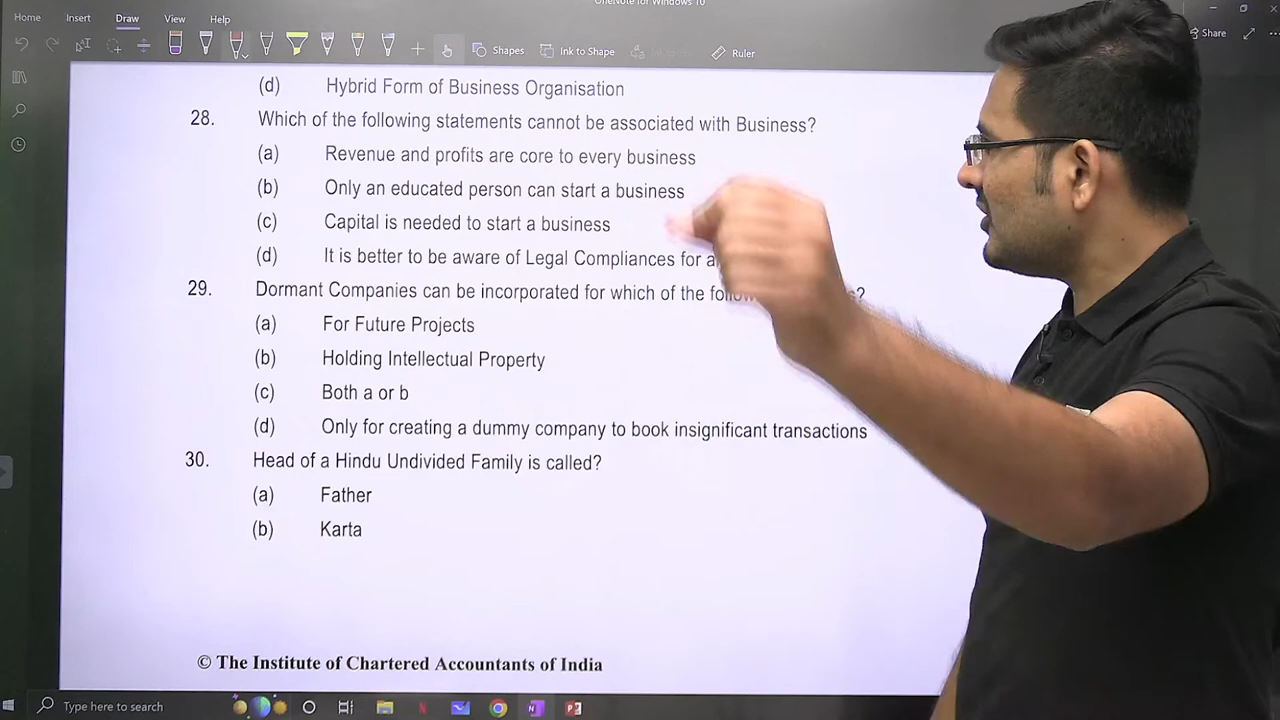 OneNote for Windows 10
Home Insert Draw View Help
Share
Shapes Ink to Shape Ruler
(d) Hybrid Form of Business Organisation
28. Which of the following statements cannot be associated with Business?
(a) Revenue and profits are core to every business
(b) Only an educated person can start a business
(c) Capital is needed to start a business
(d) It is better to be aware of Legal Compliances for a
29. Dormant Companies can be incorporated for which of the ?
(a) For Future Projects
(b) Holding Intellectual Property
(c) Both a or b
(d) Only for creating a dummy company to book insignificant transactions
30. Head of a Hindu Undivided Family is called?
(a) Father
(b) Karta
© The Institute of Chartered Accountants of India
Type here to search